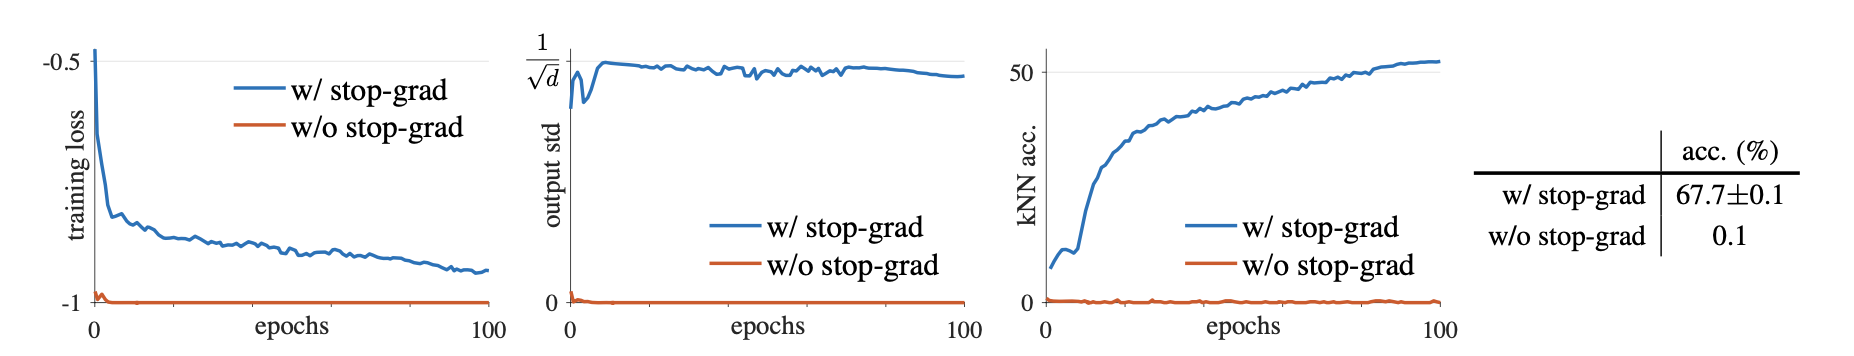 -0.5
-1
training loss
w/ stop-grad
w/o stop-grad
0
epochs
100
1
√d
0
output std
w/ stop-grad
w/o stop-grad
0
epochs
100
50
0
kNN acc.
w/ stop-grad
w/o stop-grad
0
epochs
100
acc. (%)
w/ stop-grad 67.7±0.1
w/o stop-grad 0.1